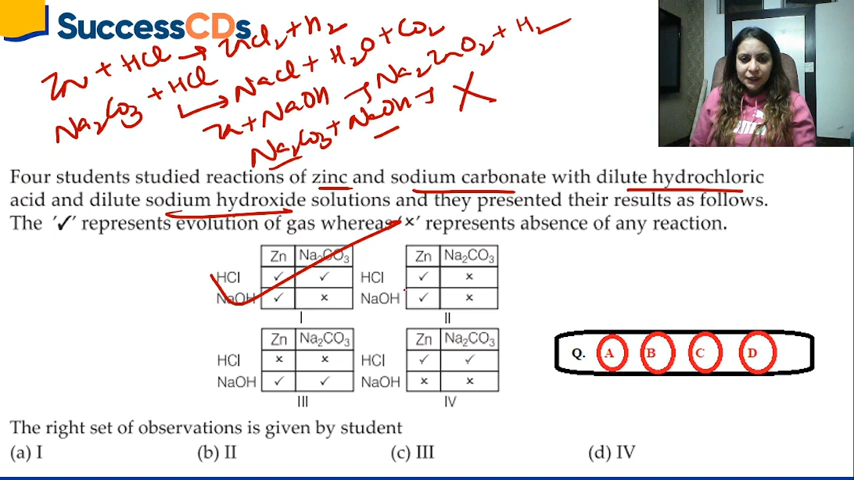 SuccessCDs
Zn + HCl → ZnCl2 + H2
Na2CO3 + HCl
→ NaCl + H2O + CO2
Zn + NaOH → Na2ZnO2 + H2
Na2CO3 + NaOH → X
Four students studied reactions of zinc and sodium carbonate with dilute hydrochloric
acid and dilute sodium hydroxide solutions and they presented their results as follows.
The '✓' represents evolution of gas whereas '×' represents absence of any reaction.
Zn Na2CO3
HCl ✓ ✓
NaOH ✓ ×
I
Zn Na2CO3
HCl ✓ ×
NaOH ✓ ×
II
Zn Na2CO3
HCl × ×
NaOH ✓ ✓
III
Zn Na2CO3
HCl ✓ ✓
NaOH × ×
IV
Q. A B C D
The right set of observations is given by student
(a) I (b) II (c) III (d) IV